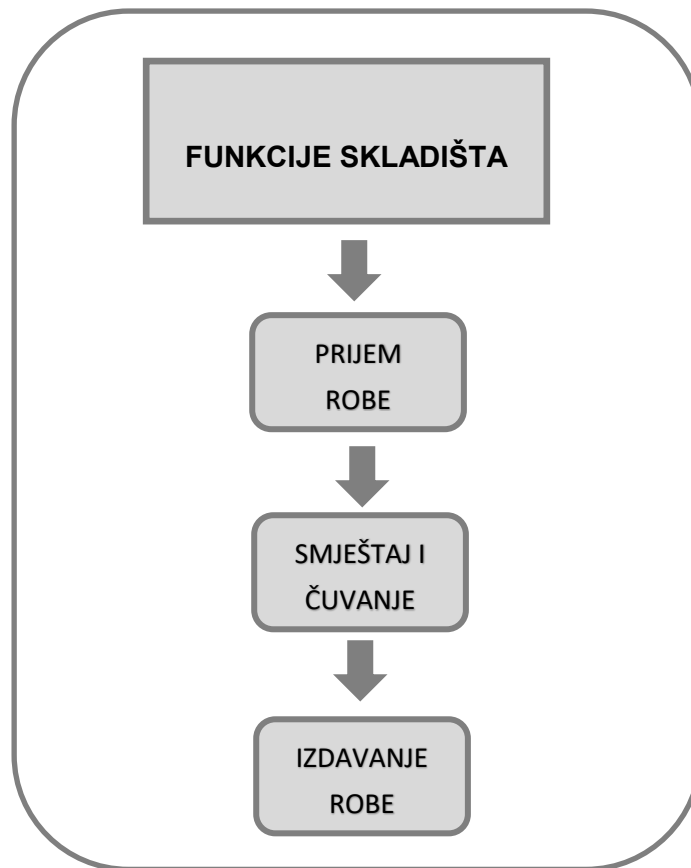 FUNKCIJE SKLADIŠTA
PRIJEM
ROBE
SMJEŠTAJ I
ČUVANJE
IZDAVANJE
ROBE